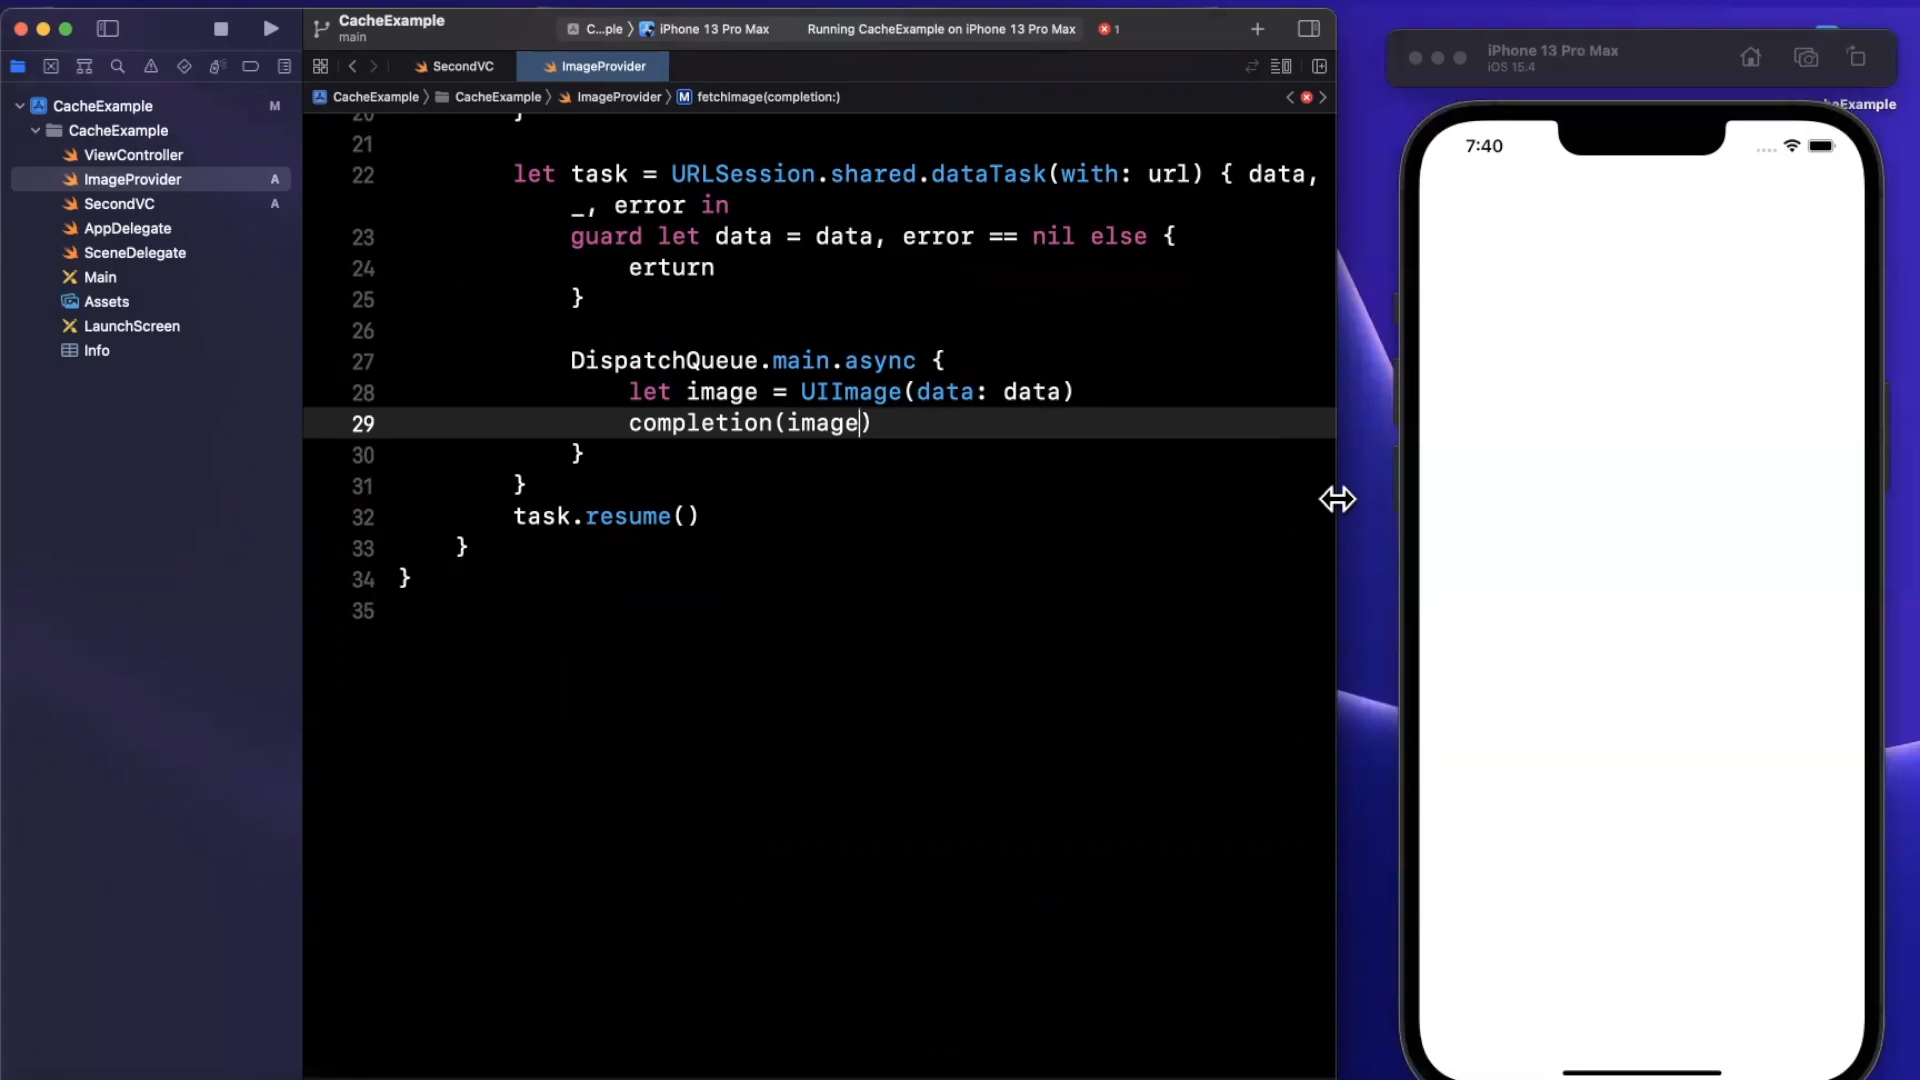 CacheExample
main
C...ple
iPhone 13 Pro Max
Running CacheExample on iPhone 13 Pro Max
1
SecondVC
ImageProvider
CacheExample
CacheExample
ImageProvider
M
fetchImage(completion:)
CacheExample M
CacheExample
ViewController
ImageProvider A
SecondVC A
AppDelegate
SceneDelegate
Main
Assets
LaunchScreen
Info
20 }
21
22 let task = URLSession.shared.dataTask(with: url) { data,
_, error in
23 guard let data = data, error == nil else {
24 erturn
25 }
26
27 DispatchQueue.main.async {
28 let image = UIImage(data: data)
29 completion(image)
30 }
31 }
32 task.resume()
33 }
34 }
35
iPhone 13 Pro Max
iOS 15.4
heExample
7:40